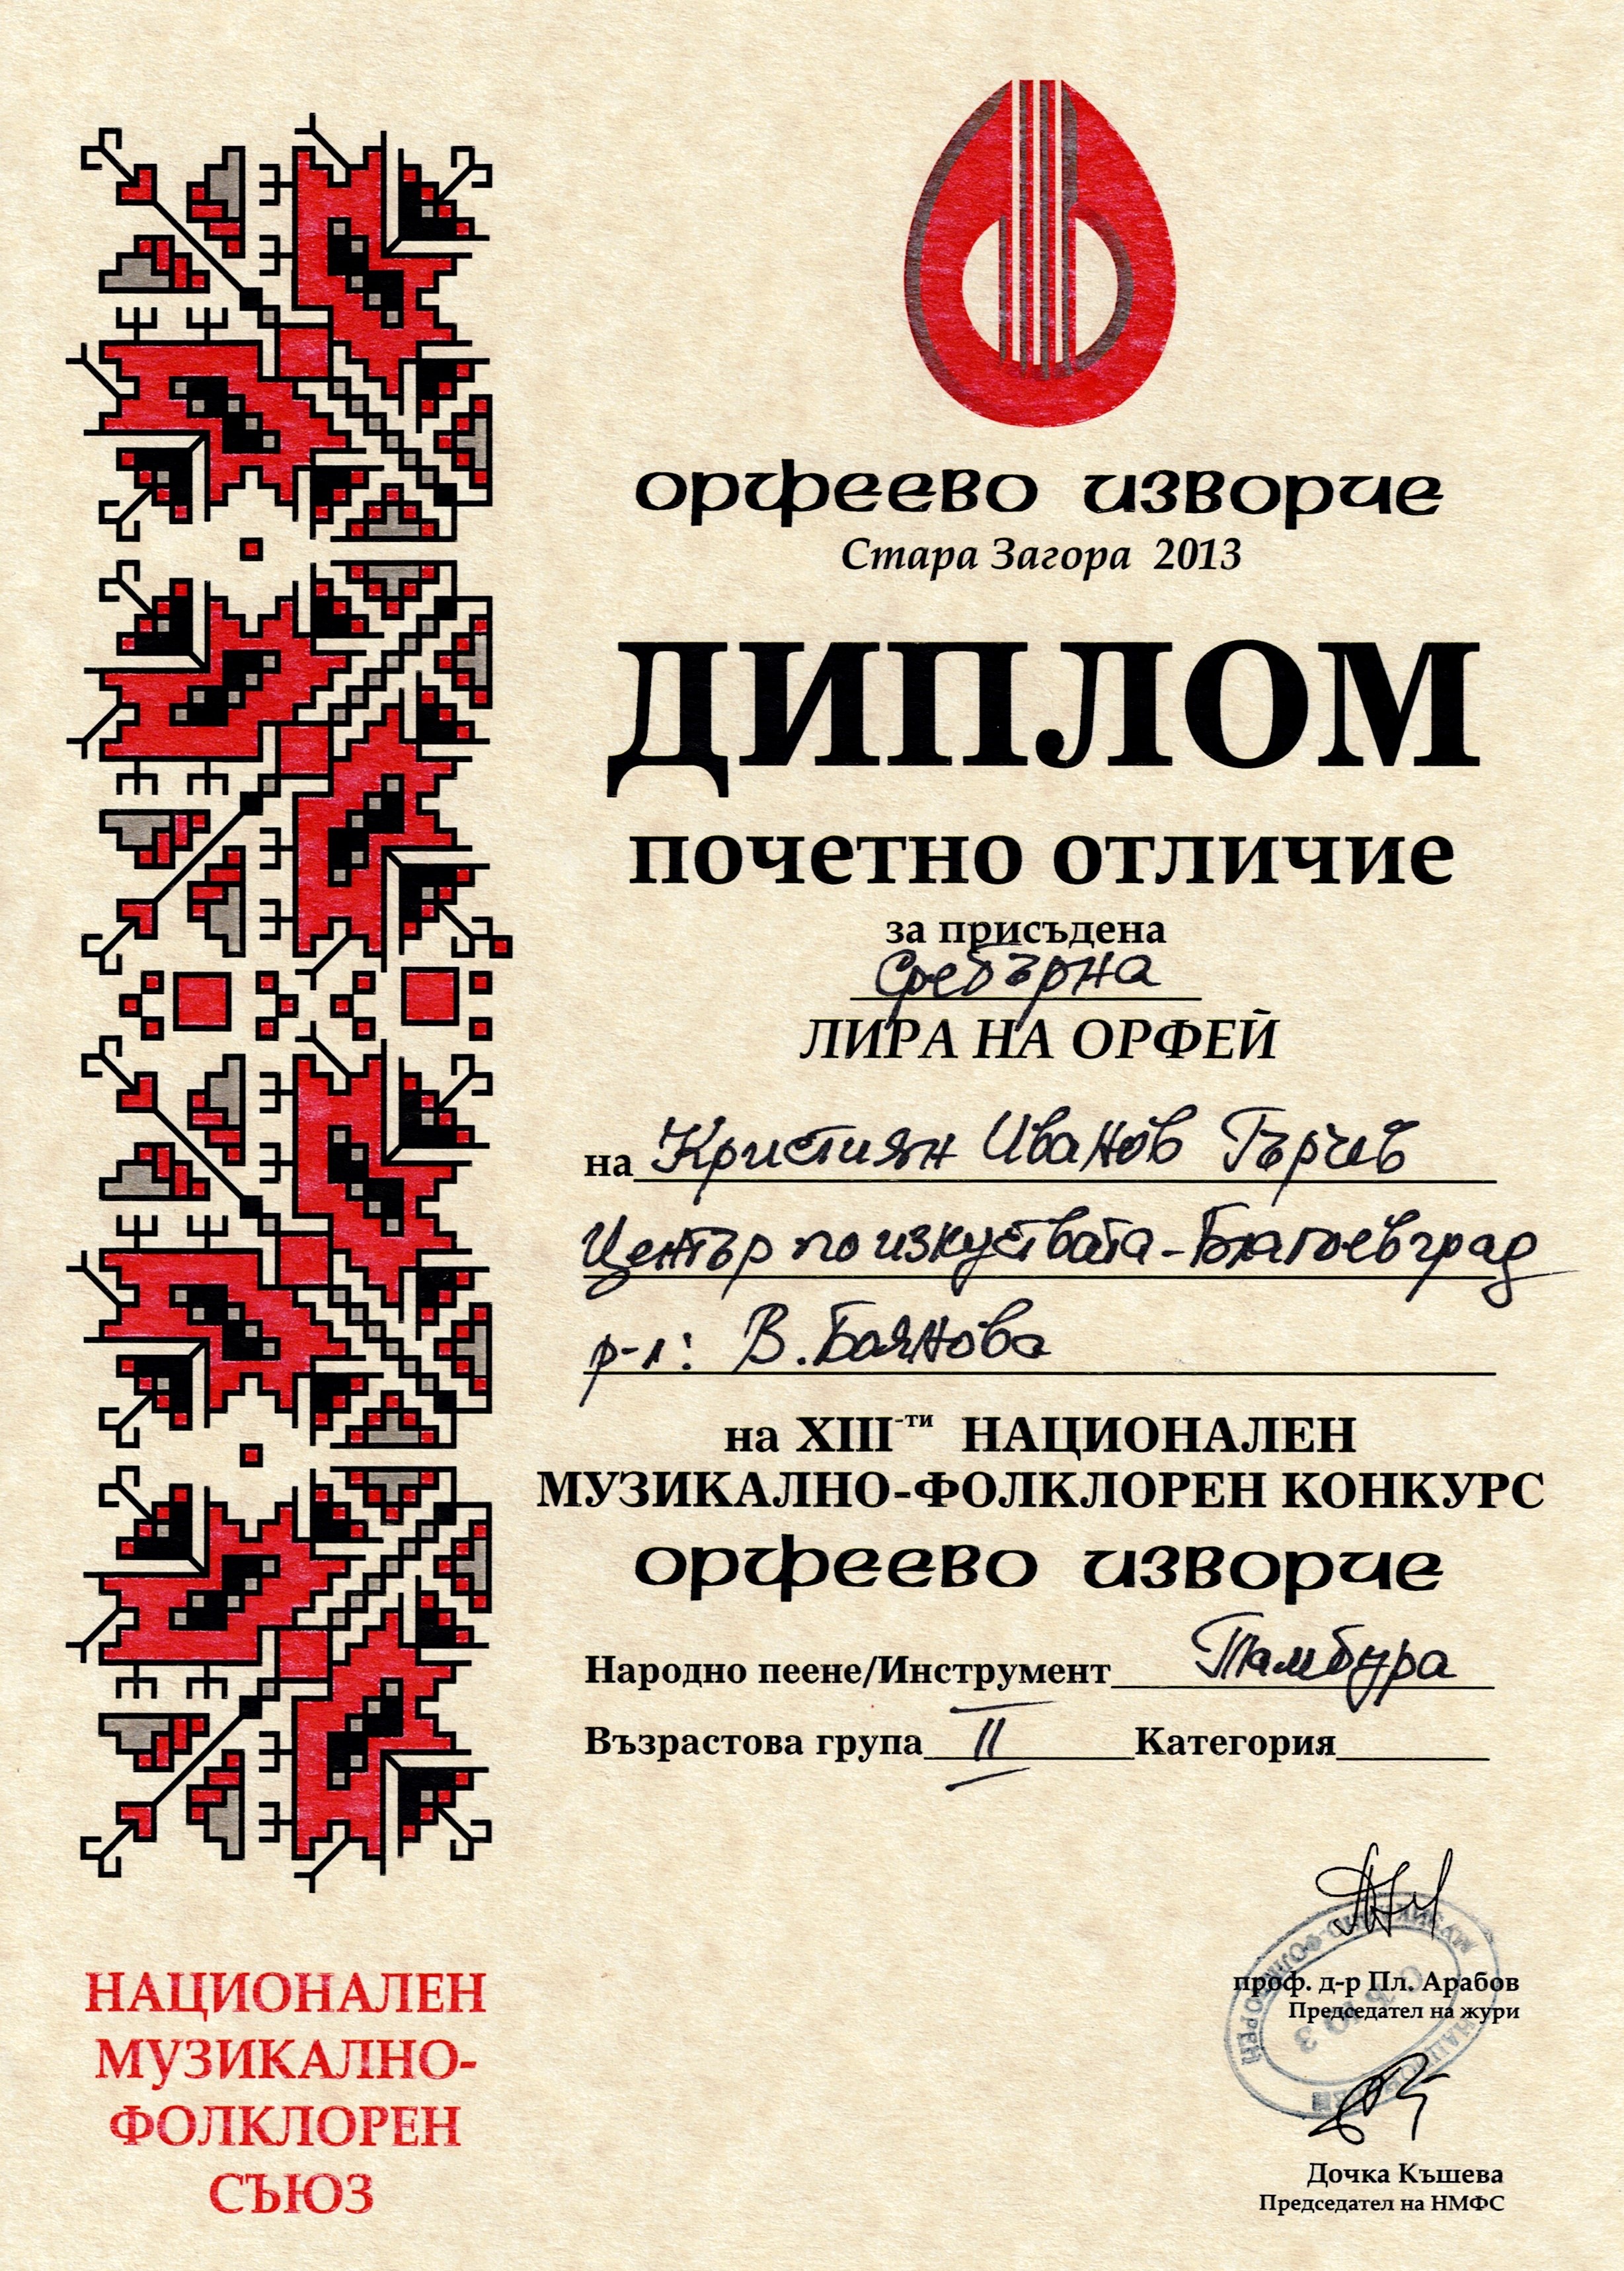 орфеево изворче
Стара Загора 2013
ДИПЛОМ
почетно отличие
за присъдена
Сребърна
ЛИРА НА ОРФЕЙ
на Кристиян Иванов Гърчев
Център по изкуствата - Благоевград
р-л: В. Боянова
на XIII-ти НАЦИОНАЛЕН
МУЗИКАЛНО-ФОЛКЛОРЕН КОНКУРС
орфеево изворче
Народно пеене/Инструмент Тамбура
Възрастова група II Категория
проф. д-р Пл. Арабов
Председател на жури
Дочка Къшева
Председател на НМФС
НАЦИОНАЛЕН
МУЗИКАЛНО-
ФОЛКЛОРЕН
СЪЮЗ